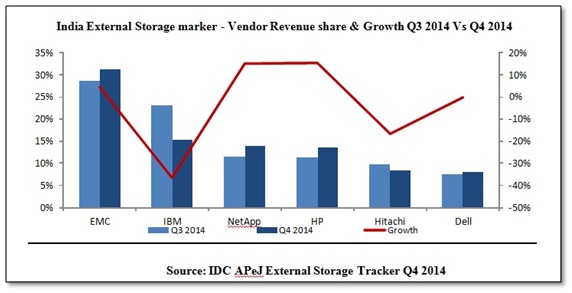 India External Storage marker - Vendor Revenue share & Growth Q3 2014 Vs Q4 2014
35% 20%
30% 10%
25% 0%
20% -10%
15% -20%
10% -30%
5% -40%
0% -50%
EMC IBM NetApp HP Hitachi Dell
Q3 2014 Q4 2014 Growth
Source: IDC APeJ External Storage Tracker Q4 2014